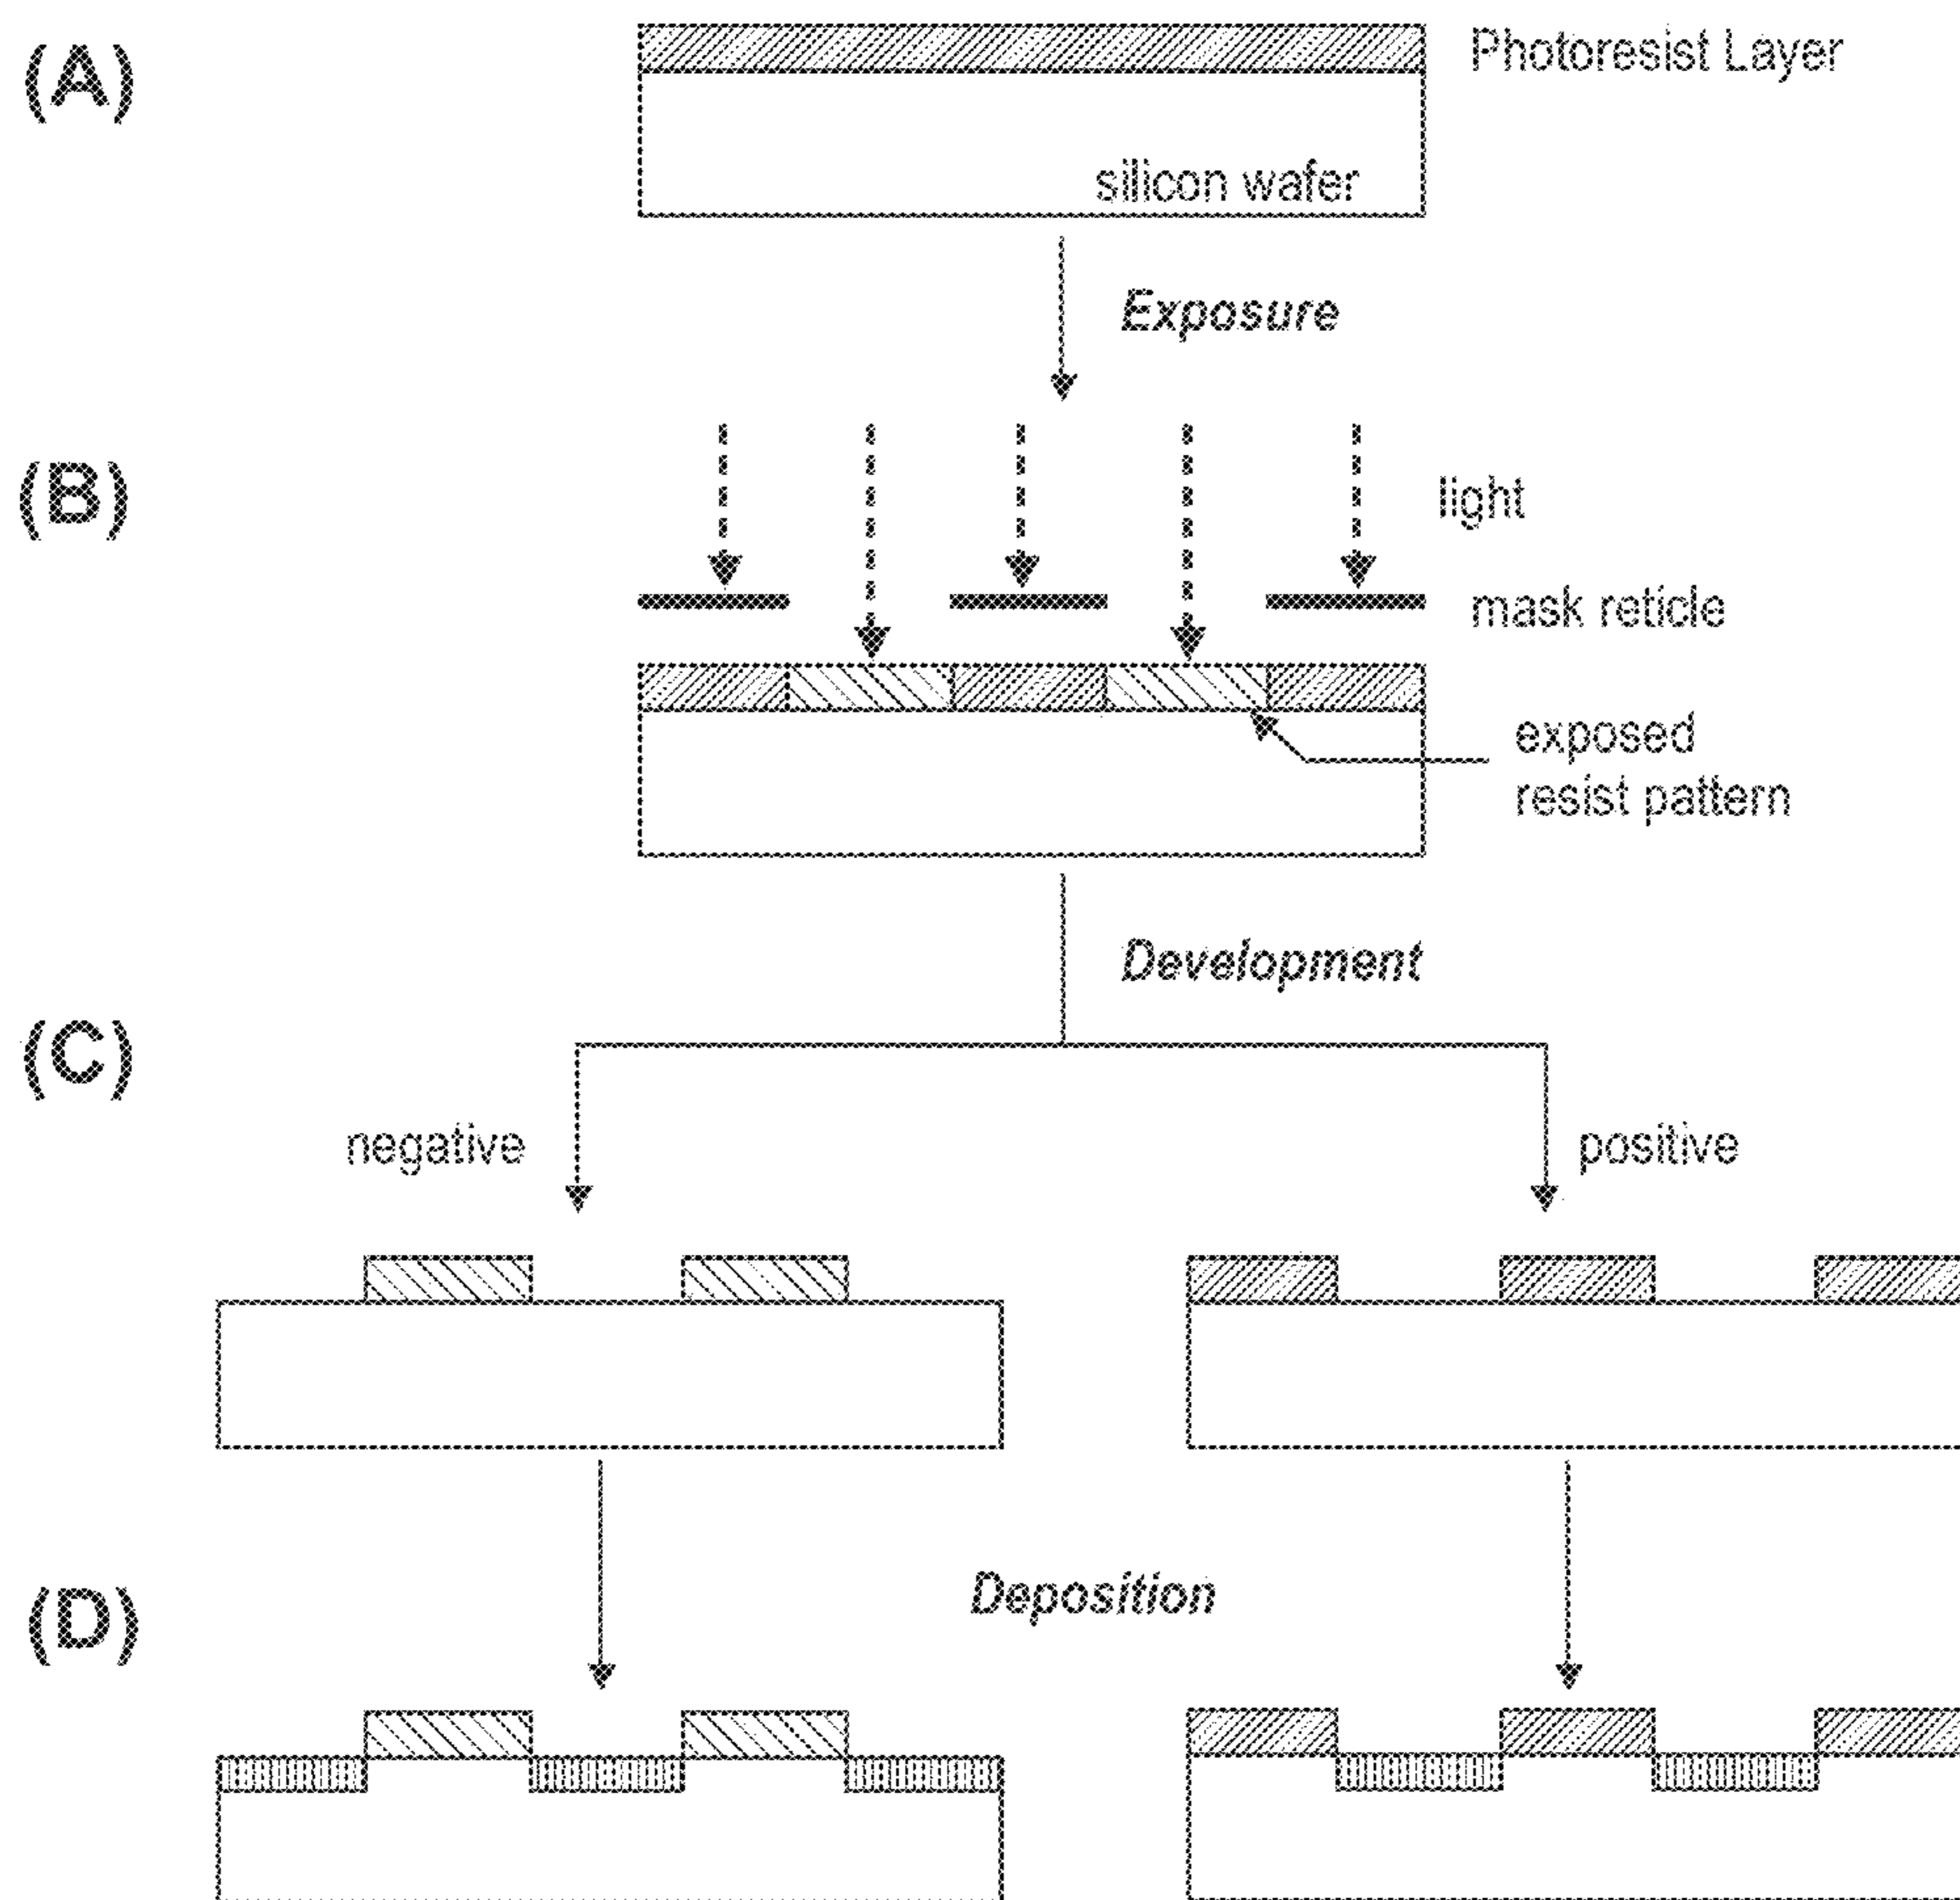 (A)
Photoresist Layer
silicon wafer
Exposure
(B)
light
mask reticle
exposed
resist pattern
Development
(C)
negative
positive
Deposition
(D)